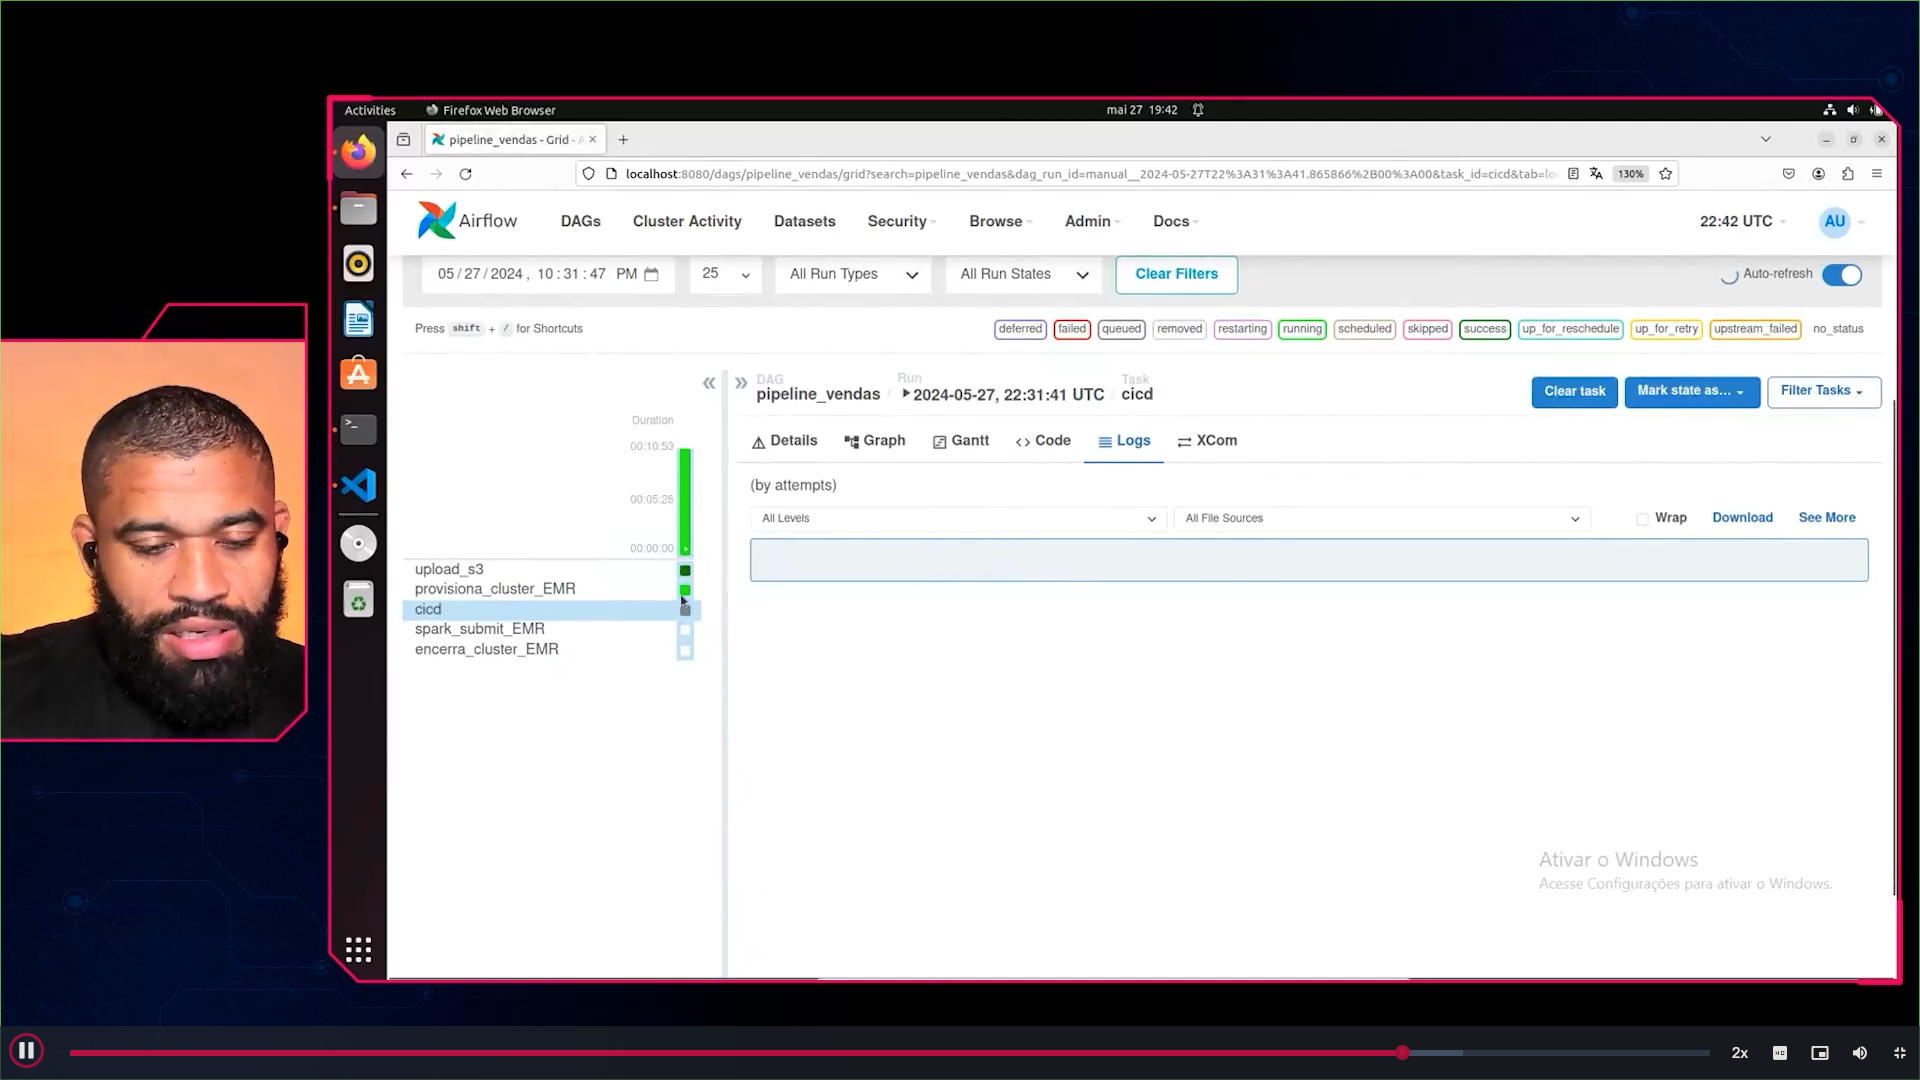 Activities
Firefox Web Browser
mai 27 19:42
pipeline_vendas - Grid -
localhost:8080/dags/pipeline_vendas/grid?search=pipeline_vendas&dag_run_id=manual__2024-05-27T22%3A31%3A41.865866%2B00%3A00&task_id=cicd&tab=lo
130%
Airflow
DAGs
Cluster Activity
Datasets
Security
Browse
Admin
Docs
22:42 UTC
AU
05/27/2024, 10:31:47 PM
25
All Run Types
All Run States
Clear Filters
Auto-refresh
Press shift + / for Shortcuts
deferred
failed
queued
removed
restarting
running
scheduled
skipped
success
up_for_reschedule
up_for_retry
upstream_failed
no_status
Duration
00:10:53
00:05:26
00:00:00
upload_s3
provisiona_cluster_EMR
cicd
spark_submit_EMR
encerra_cluster_EMR
DAG
pipeline_vendas /
Run
2024-05-27, 22:31:41 UTC /
Task
cicd
Clear task
Mark state as...
Filter Tasks
Details
Graph
Gantt
Code
Logs
XCom
(by attempts)
All Levels
All File Sources
Wrap
Download
See More
Ativar o Windows
Acesse Configurações para ativar o Windows.
2x